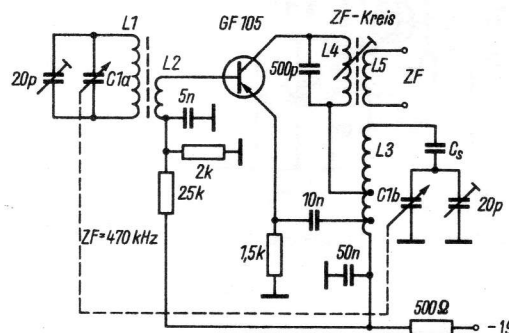 GF 105
ZF-Kreis
L1
L2
L4
L5
500p
ZF
20p
C1a
5n
L3
Cs
2k
C1b
25k
10n
20p
ZF=470 kHz
1,5k
50n
500Ω